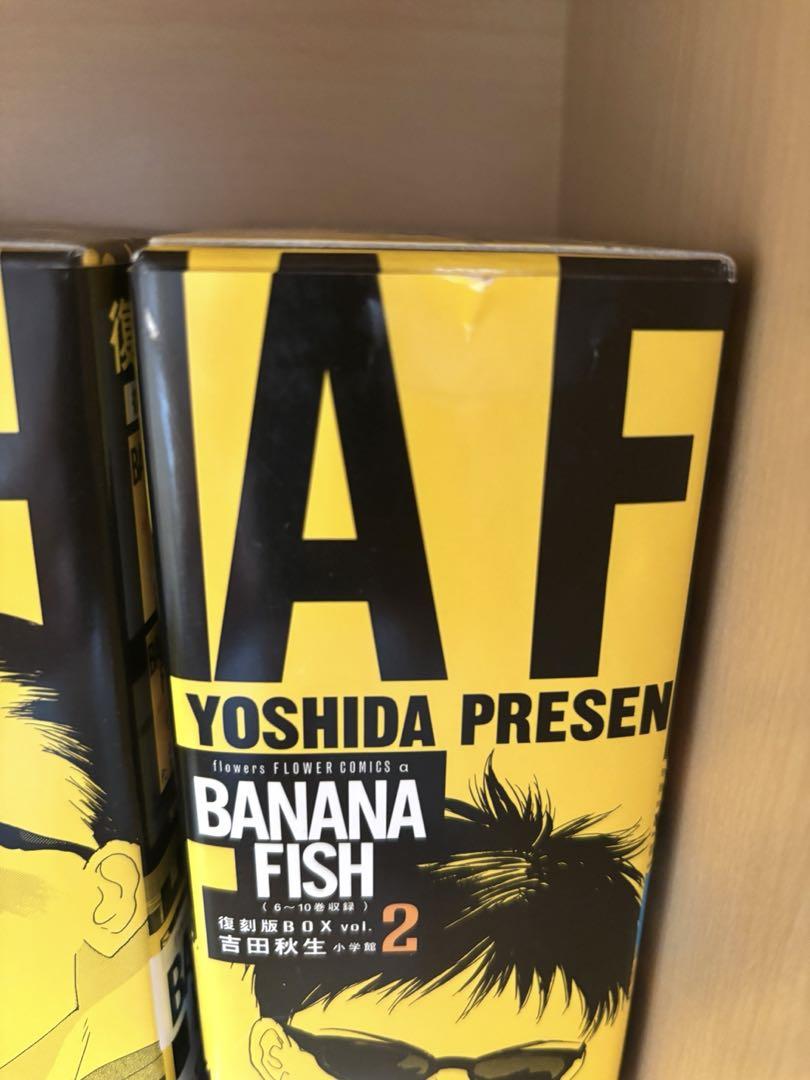 AF
YOSHIDA PRESEN
flowers FLOWER COMICS α
BANANA
FISH
(6〜10巻収録)
復刻版BOX vol. 2
吉田秋生 小学館
復